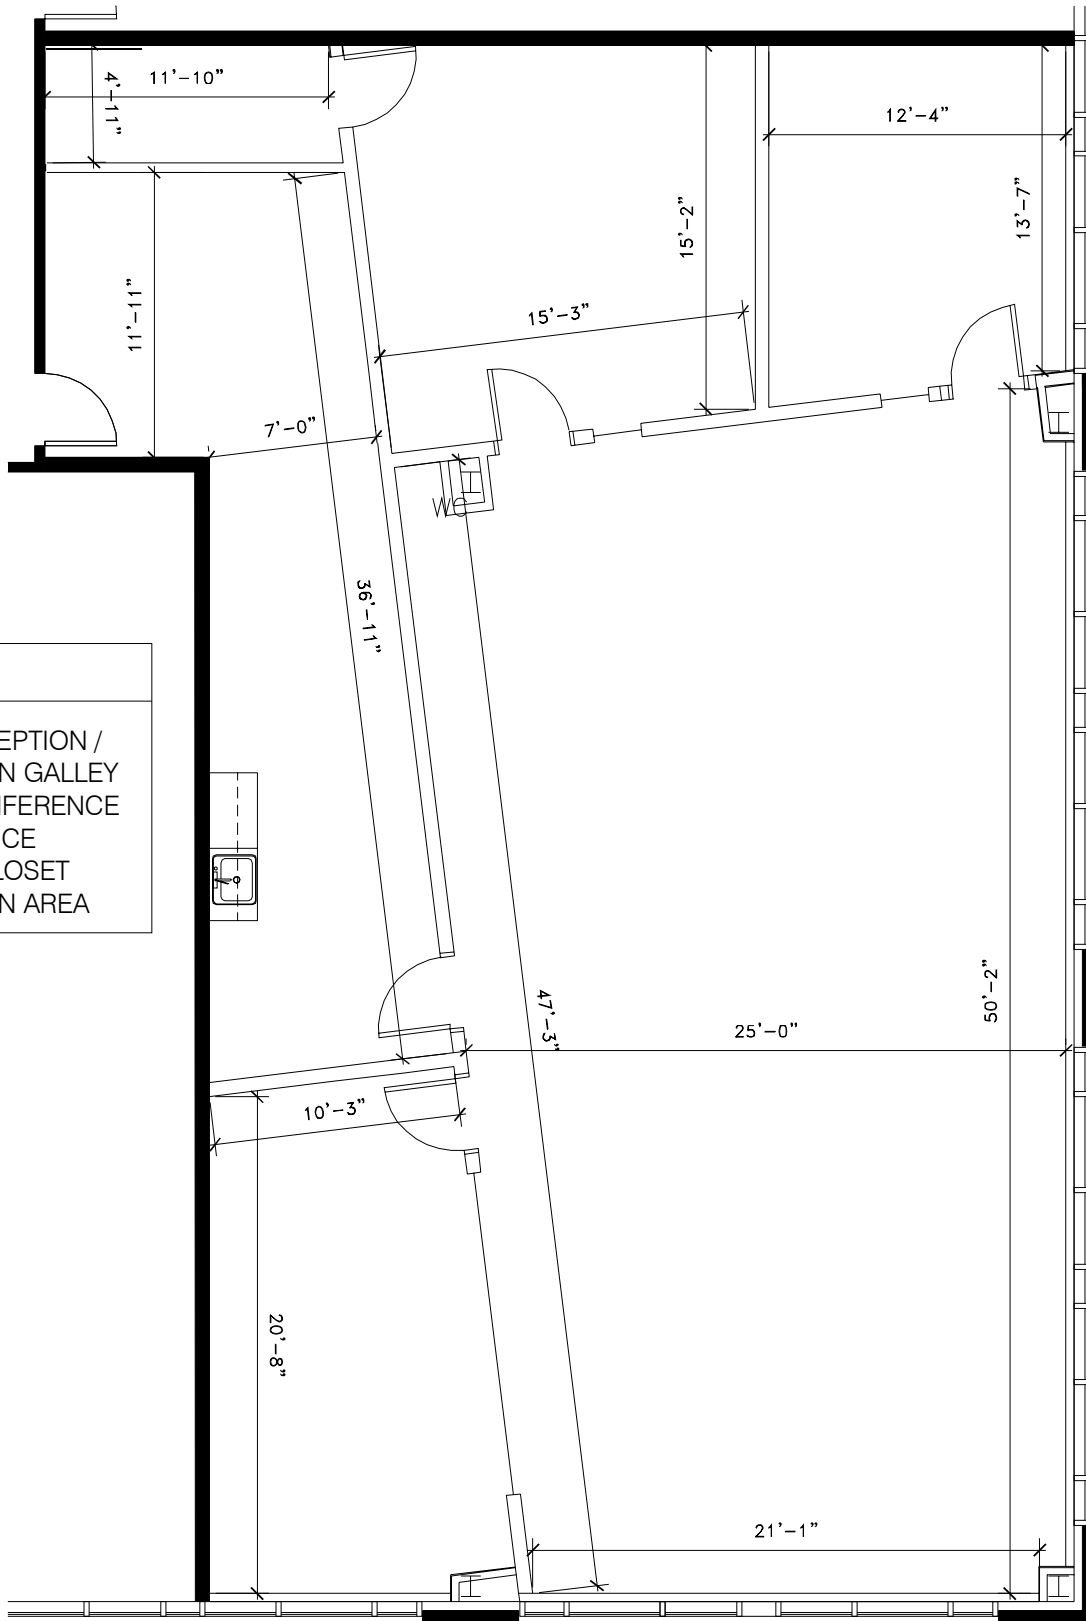 11'-10"
4'-11"
12'-4"
13'-7"
15'-2"
11'-11"
15'-3"
7'-0"
WC
36'-11"
EPTION /
N GALLEY
FERENCE
CE
LOSET
N AREA
50'-2"
47'-3"
25'-0"
10'-3"
20'-8"
21'-1"